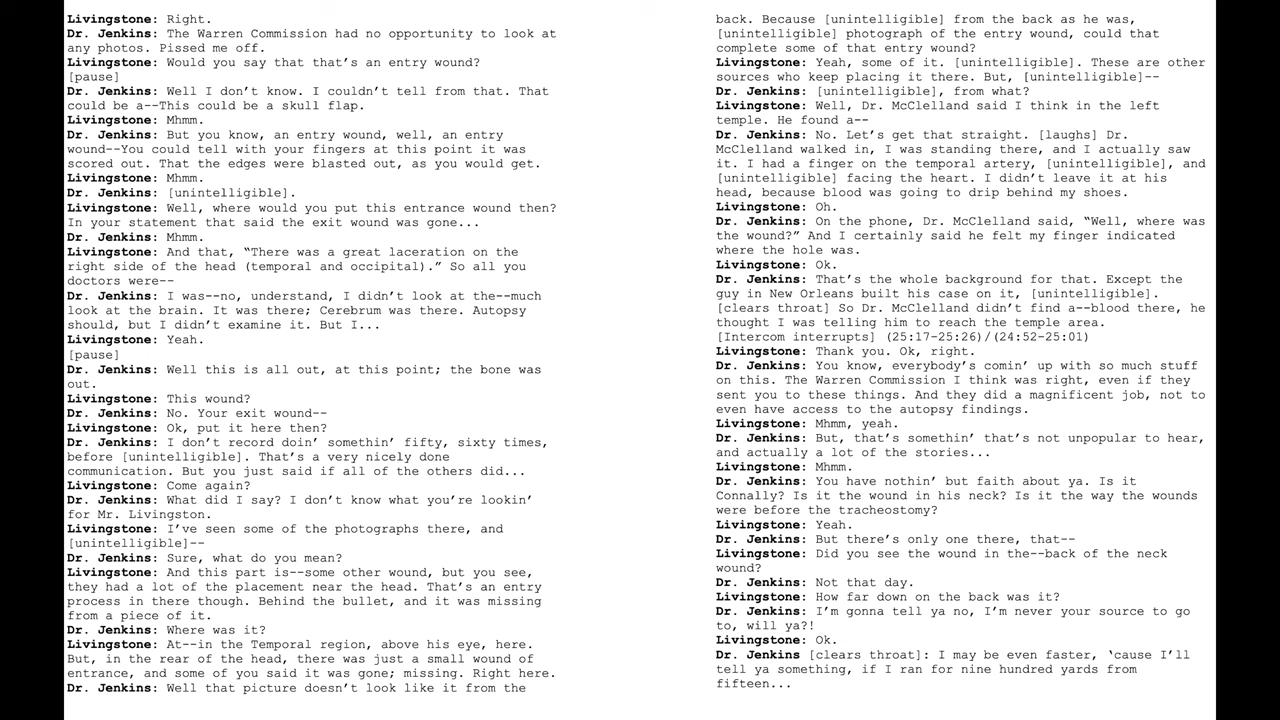 Livingstone: Right.
Dr. Jenkins: The Warren Commission had no opportunity to look at
any photos. Pissed me off.
Livingstone: Would you say that that’s an entry wound?
[pause]
Dr. Jenkins: Well I don’t know. I couldn’t tell from that. That
could be a--This could be a skull flap.
Livingstone: Mhmm.
Dr. Jenkins: But you know, an entry wound, well, an entry
wound--You could tell with your fingers at this point it was
scored out. That the edges were blasted out, as you would get.
Livingstone: Mhmm.
Dr. Jenkins: [unintelligible].
Livingstone: Well, where would you put this entrance wound then?
In your statement that said the exit wound was gone...
Dr. Jenkins: Mhmm.
Livingstone: And that, “There was a great laceration on the
right side of the head (temporal and occipital).” So all you
doctors were--
Dr. Jenkins: I was--no, understand, I didn’t look at the--much
look at the brain. It was there; Cerebrum was there. Autopsy
should, but I didn’t examine it. But I...
Livingstone: Yeah.
[pause]
Dr. Jenkins: Well this is all out, at this point; the bone was
out.
Livingstone: This wound?
Dr. Jenkins: No. Your exit wound--
Livingstone: Ok, put it here then?
Dr. Jenkins: I don’t record doin’ somethin’ fifty, sixty times,
before [unintelligible]. That’s a very nicely done
communication. But you just said if all of the others did...
Livingstone: Come again?
Dr. Jenkins: What did I say? I don’t know what you’re lookin’
for Mr. Livingston.
Livingstone: I’ve seen some of the photographs there, and
[unintelligible]--
Dr. Jenkins: Sure, what do you mean?
Livingstone: And this part is--some other wound, but you see,
they had a lot of the placement near the head. That’s an entry
process in there though. Behind the bullet, and it was missing
from a piece of it.
Dr. Jenkins: Where was it?
Livingstone: At--in the Temporal region, above his eye, here.
But, in the rear of the head, there was just a small wound of
entrance, and some of you said it was gone; missing. Right here.
Dr. Jenkins: Well that picture doesn’t look like it from the
back. Because [unintelligible] from the back as he was,
[unintelligible] photograph of the entry wound, could that
complete some of that entry wound?
Livingstone: Yeah, some of it. [unintelligible]. These are other
sources who keep placing it there. But, [unintelligible]--
Dr. Jenkins: [unintelligible], from what?
Livingstone: Well, Dr. McClelland said I think in the left
temple. He found a--
Dr. Jenkins: No. Let’s get that straight. [laughs] Dr.
McClelland walked in, I was standing there, and I actually saw
it. I had a finger on the temporal artery, [unintelligible], and
[unintelligible] facing the heart. I didn’t leave it at his
head, because blood was going to drip behind my shoes.
Livingstone: Oh.
Dr. Jenkins: On the phone, Dr. McClelland said, “Well, where was
the wound?” And I certainly said he felt my finger indicated
where the hole was.
Livingstone: Ok.
Dr. Jenkins: That’s the whole background for that. Except the
guy in New Orleans built his case on it, [unintelligible].
[clears throat] So Dr. McClelland didn’t find a--blood there, he
thought I was telling him to reach the temple area.
[Intercom interrupts] (25:17-25:26)/(24:52-25:01)
Livingstone: Thank you. Ok, right.
Dr. Jenkins: You know, everybody’s comin’ up with so much stuff
on this. The Warren Commission I think was right, even if they
sent you to these things. And they did a magnificent job, not to
even have access to the autopsy findings.
Livingstone: Mhmm, yeah.
Dr. Jenkins: But, that’s somethin’ that’s not unpopular to hear,
and actually a lot of the stories...
Livingstone: Mhmm.
Dr. Jenkins: You have nothin’ but faith about ya. Is it
Connally? Is it the wound in his neck? Is it the way the wounds
were before the tracheostomy?
Livingstone: Yeah.
Dr. Jenkins: But there’s only one there, that--
Livingstone: Did you see the wound in the--back of the neck
wound?
Dr. Jenkins: Not that day.
Livingstone: How far down on the back was it?
Dr. Jenkins: I’m gonna tell ya no, I’m never your source to go
to, will ya?!
Livingstone: Ok.
Dr. Jenkins [clears throat]: I may be even faster, ‘cause I’ll
tell ya something, if I ran for nine hundred yards from
fifteen...